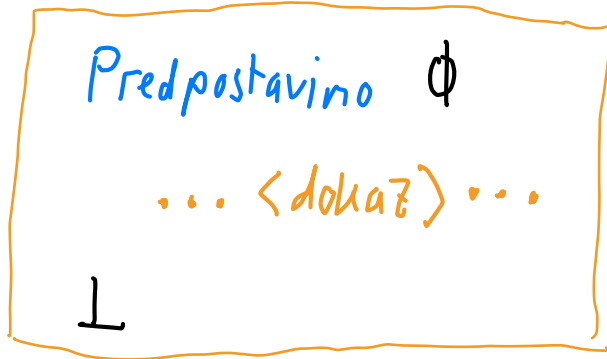 Predpostavimo ϕ
... <dokaz> ...
⊥